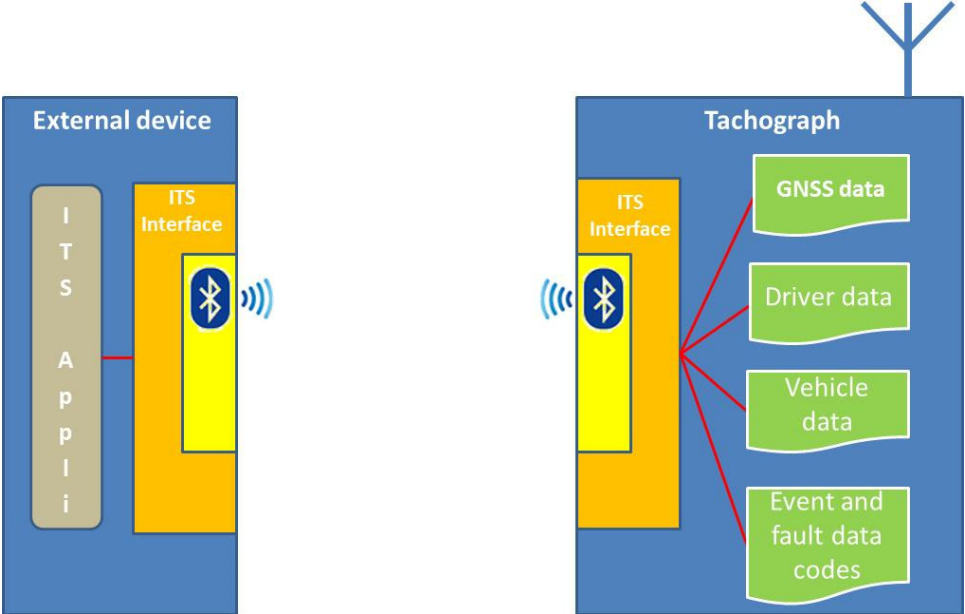 External device
ITS
Interface
I
T
S
A
p
p
l
i
Tachograph
ITS
Interface
GNSS data
Driver data
Vehicle
data
Event and
fault data
codes